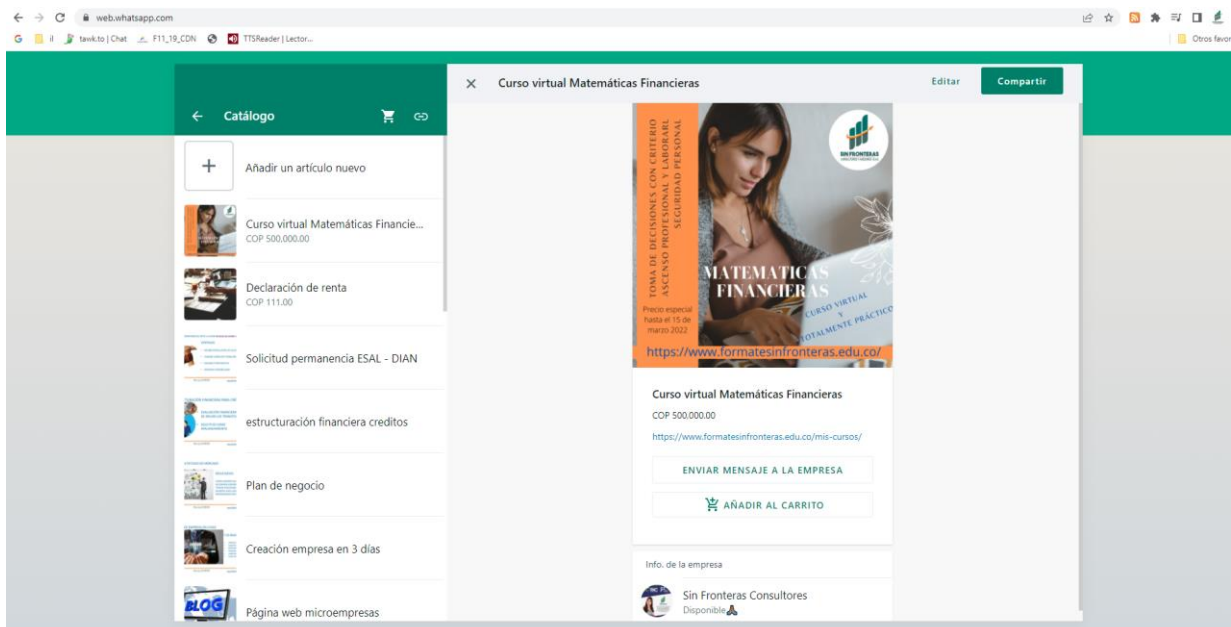 web.whatsapp.com
G
il
tawk.to | Chat
F11_19_CDN
TTSReader | Lector...
Otros favor
Catálogo
Añadir un artículo nuevo
Curso virtual Matemáticas Financie...
COP 500,000.00
Declaración de renta
COP 111.00
Solicitud permanencia ESAL - DIAN
estructuración financiera creditos
Plan de negocio
Creación empresa en 3 días
BLOG
Página web microempresas
Curso virtual Matemáticas Financieras
Editar
Compartir
TOMA DE DECISIONES CON CRITERIO
ASCENSO PROFESIONAL Y LABORARL
SEGURIDAD PERSONAL
SIN FRONTERAS
MATEMATICAS
FINANCIERAS
CURSO VIRTUAL
Y
TOTALMENTE PRÁCTICO
Precio especial
hasta el 15 de
marzo 2022
https://www.formatesinfronteras.edu.co/
Curso virtual Matemáticas Financieras
COP 500,000.00
https://www.formatesinfronteras.edu.co/mis-cursos/
ENVIAR MENSAJE A LA EMPRESA
AÑADIR AL CARRITO
Info. de la empresa
Sin Fronteras Consultores
Disponible